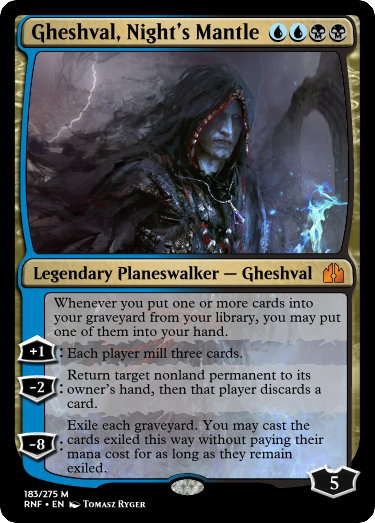 Gheshval, Night's Mantle
Legendary Planeswalker — Gheshval
Whenever you put one or more cards into
your graveyard from your library, you may put
one of them into your hand.
+1: Each player mill three cards.
-2: Return target nonland permanent to its
owner's hand, then that player discards a
card.
-8: Exile each graveyard. You may cast the
cards exiled this way without paying their
mana cost for as long as they remain
exiled.
5
183/275 M
RNF • EN Tomasz Ryger